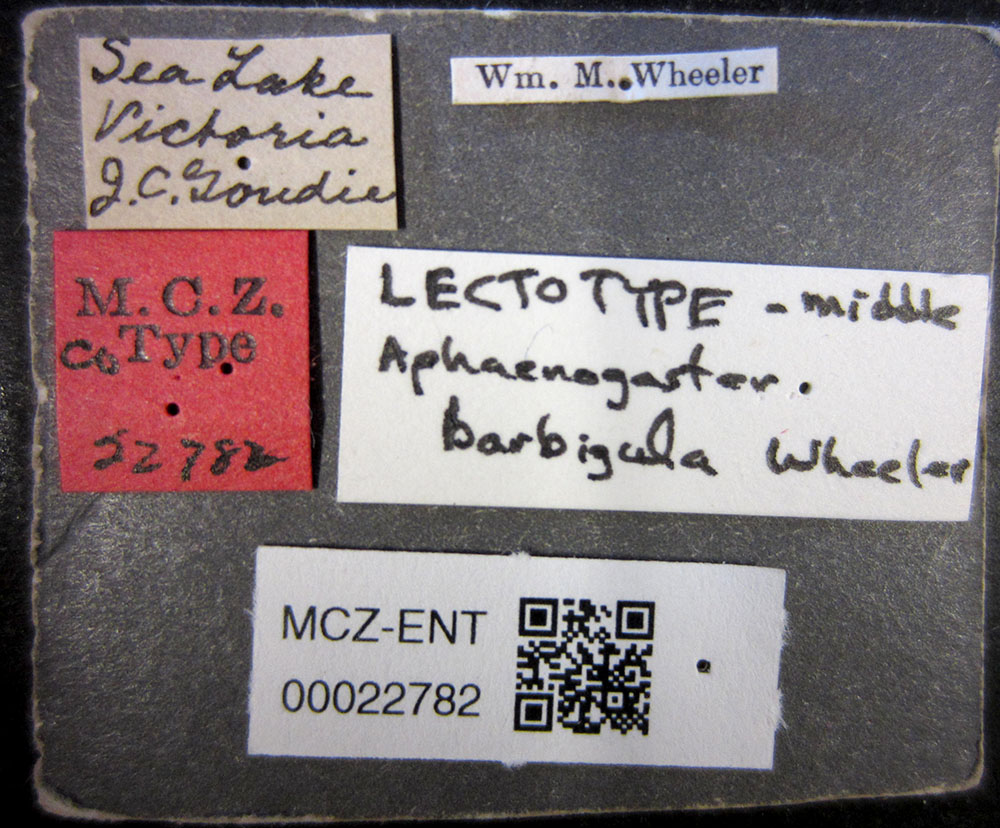 Sea Lake
Victoria
J.C. Goudie
Wm. M. Wheeler
M.C.Z.
Co Type
22782
LECTOTYPE - middle
Aphaenogaster
barbigula Wheeler
MCZ-ENT
00022782